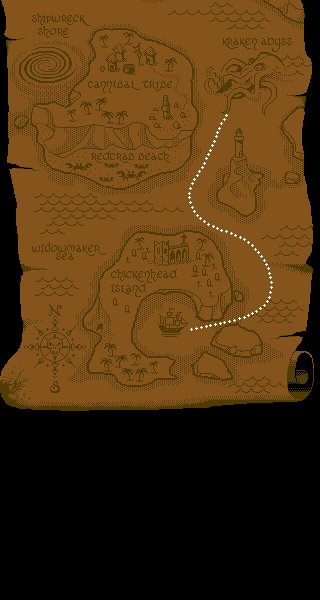 shipwreck
shore
kraken abyss
cannibal tribe
redcrab beach
widowmaker
sea
chickenhead
island
N
S